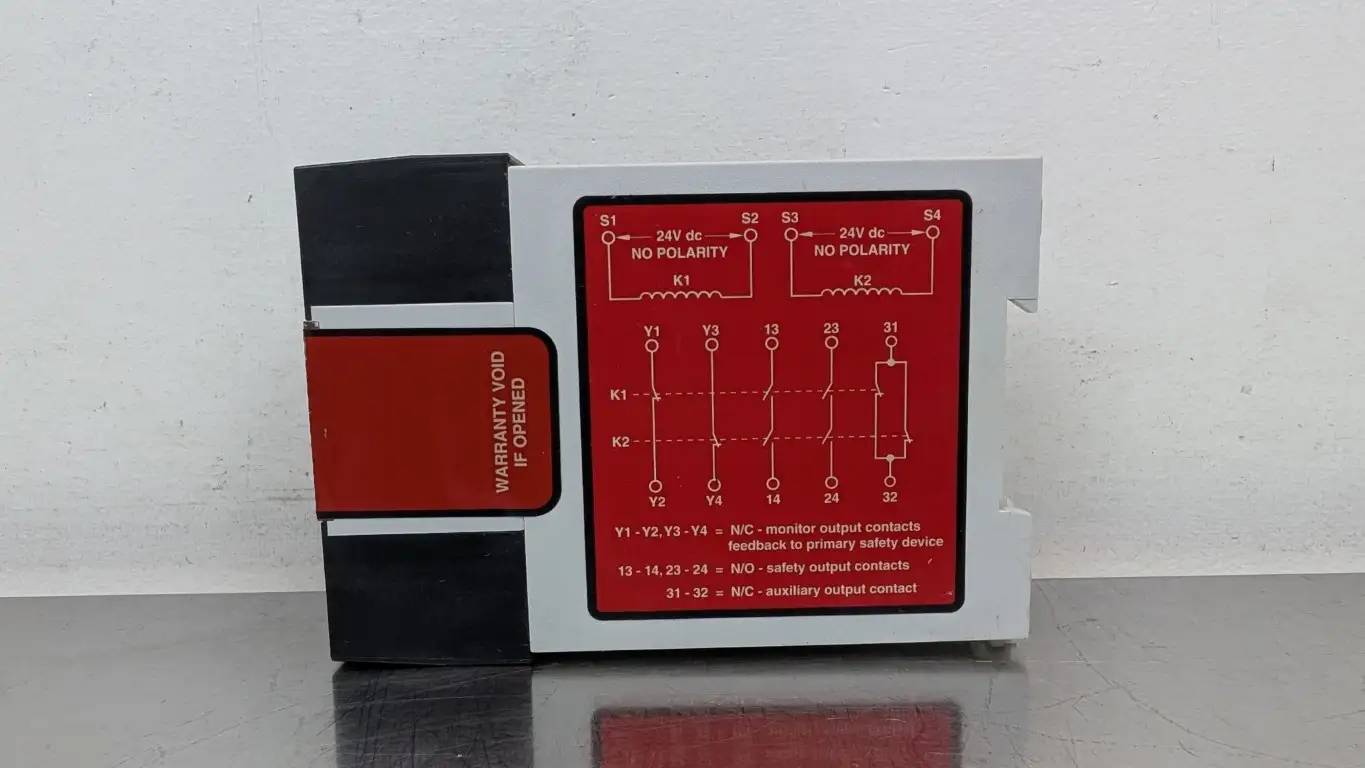 WARRANTY VOID
IF OPENED
S1 S2 S3 S4
24V dc 24V dc
NO POLARITY NO POLARITY
K1 K2
Y1 Y3 13 23 31
K1
K2
Y2 Y4 14 24 32
Y1 - Y2, Y3 - Y4 = N/C - monitor output contacts
feedback to primary safety device
13 - 14, 23 - 24 = N/O - safety output contacts
31 - 32 = N/C - auxiliary output contact